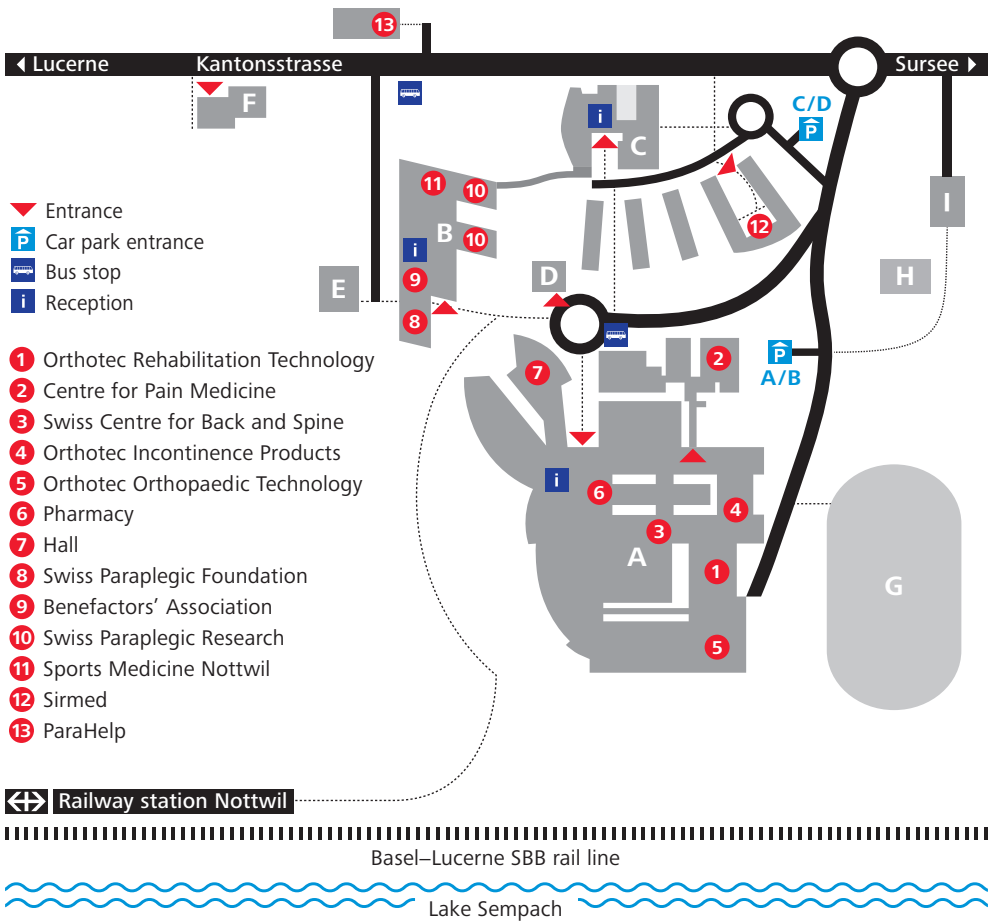 13
Lucerne
Kantonsstrasse
Sursee
F
i
C
C/D
P
11
10
B
10
i
9
8
12
I
H
E
D
Entrance
P Car park entrance
Bus stop
i Reception
P
A/B
1 Orthotec Rehabilitation Technology
2 Centre for Pain Medicine
3 Swiss Centre for Back and Spine
4 Orthotec Incontinence Products
5 Orthotec Orthopaedic Technology
6 Pharmacy
7 Hall
8 Swiss Paraplegic Foundation
9 Benefactors’ Association
10 Swiss Paraplegic Research
11 Sports Medicine Nottwil
12 Sirmed
13 ParaHelp
7
2
i
6
4
3
A
1
5
G
Railway station Nottwil
Basel–Lucerne SBB rail line
Lake Sempach